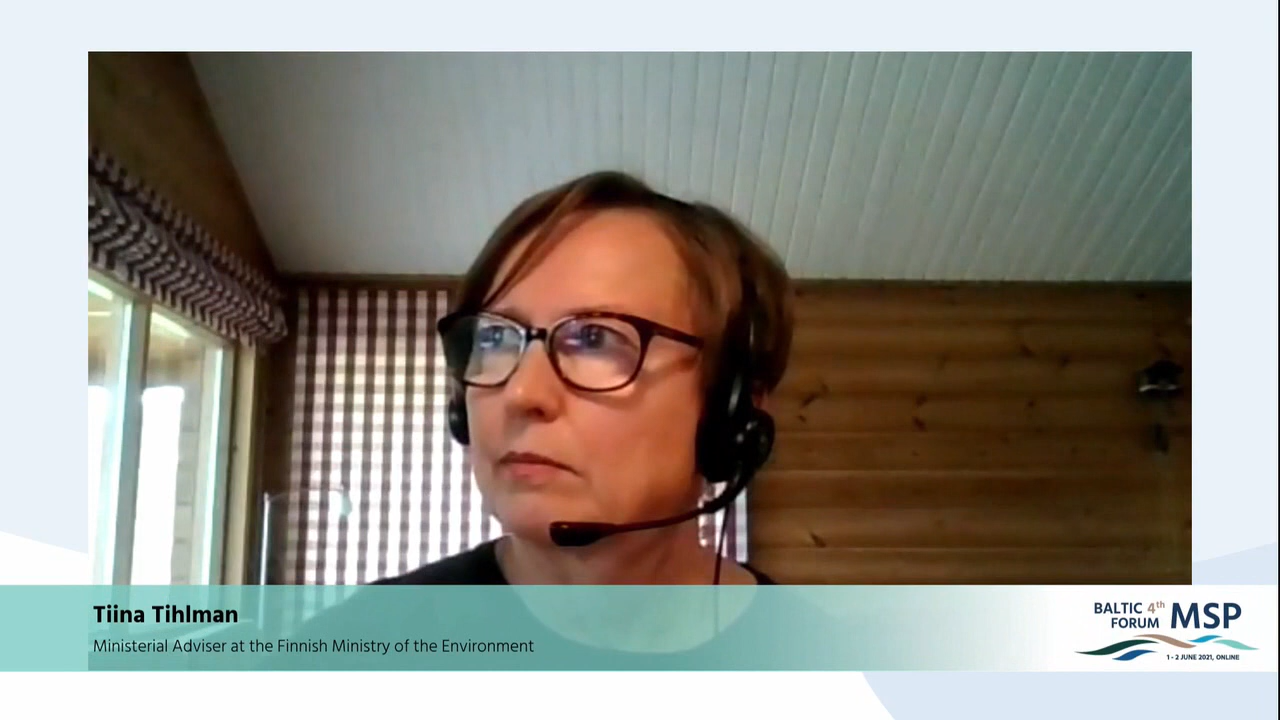 Tiina Tihlman
Ministerial Adviser at the Finnish Ministry of the Environment
BALTIC 4th
FORUM MSP
1 - 2 JUNE 2021, ONLINE